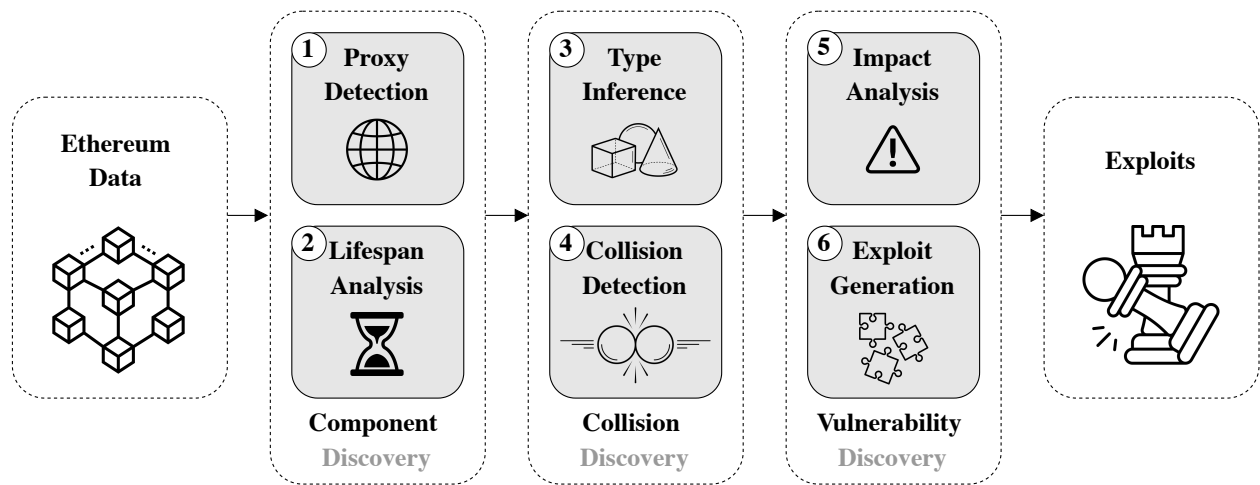 Ethereum
Data
1
Proxy
Detection
2
Lifespan
Analysis
Component
Discovery
3
Type
Inference
4
Collision
Detection
Collision
Discovery
5
Impact
Analysis
6
Exploit
Generation
Vulnerability
Discovery
Exploits